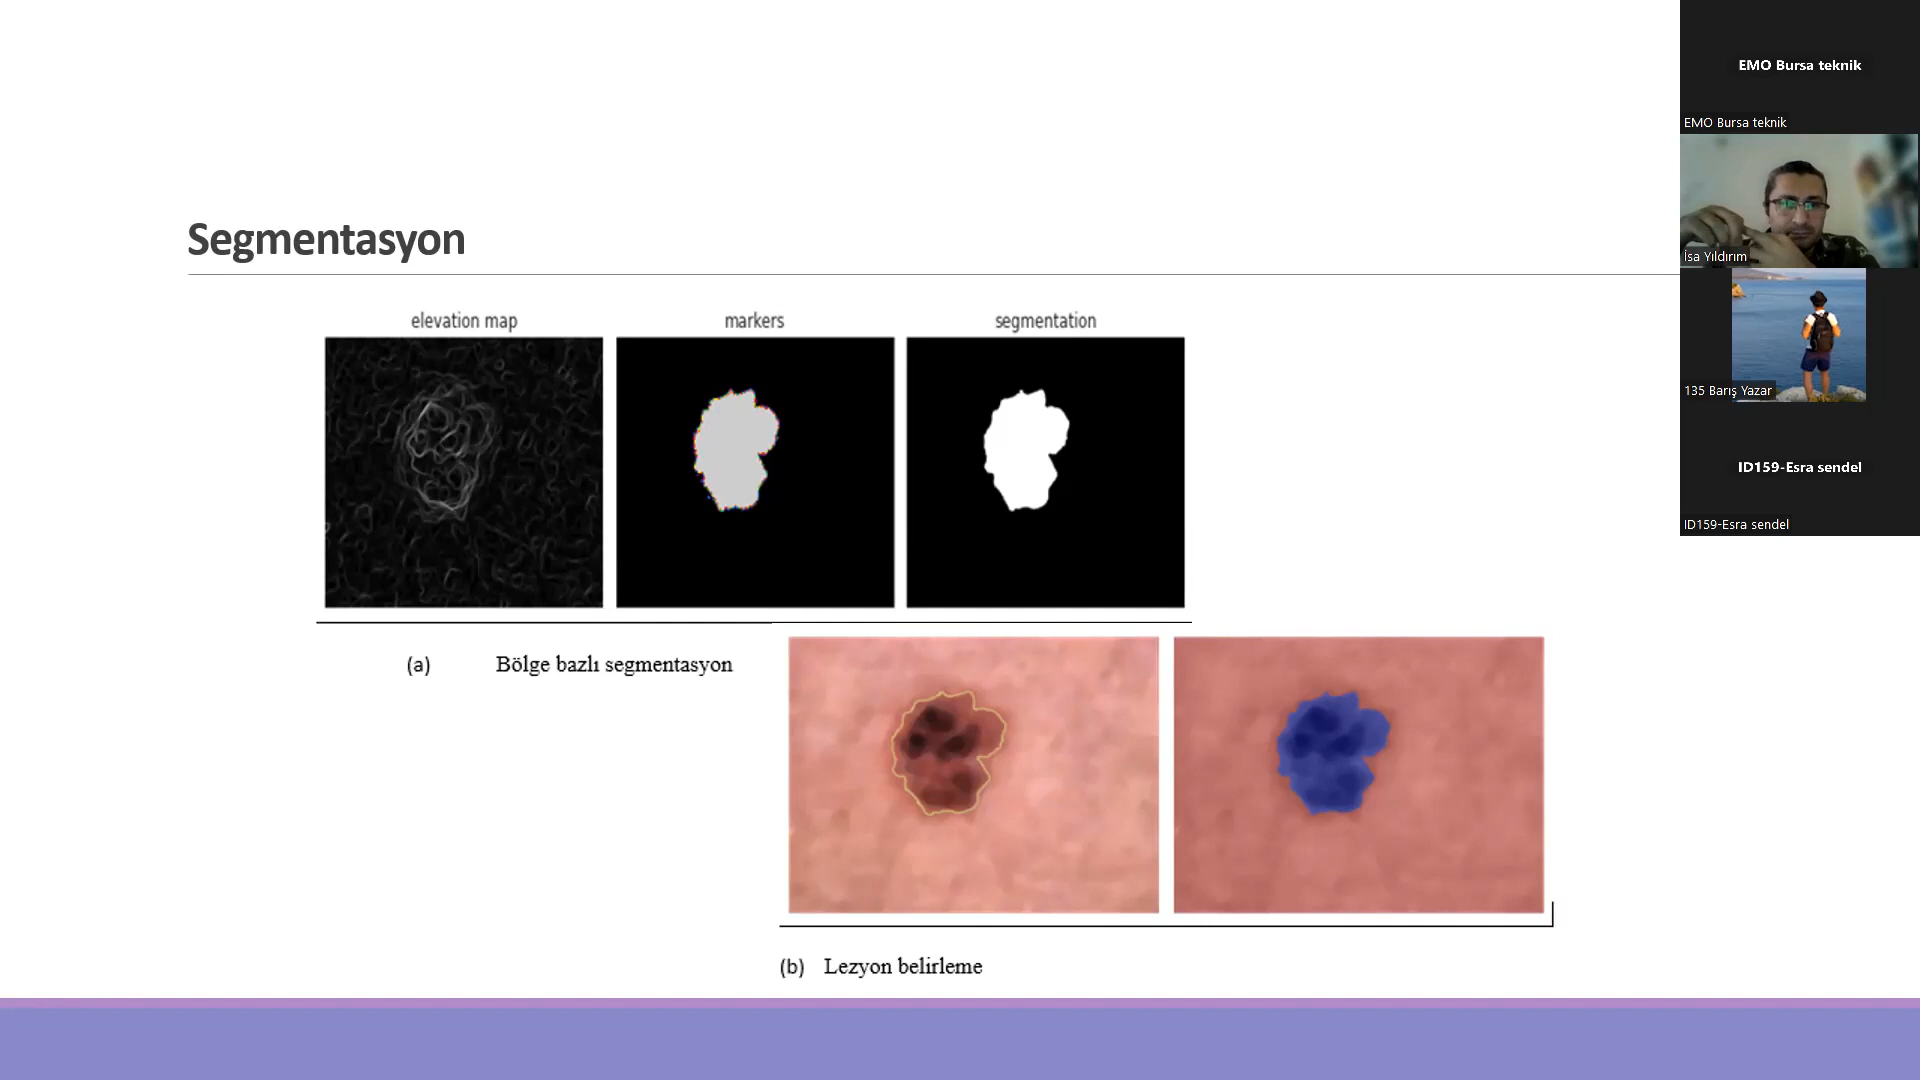 Segmentasyon
elevation map
markers
segmentation
(a) Bölge bazlı segmentasyon
(b) Lezyon belirleme
EMO Bursa teknik
EMO Bursa teknik
İsa Yıldırım
135 Barış Yazar
ID159-Esra sendel
ID159-Esra sendel